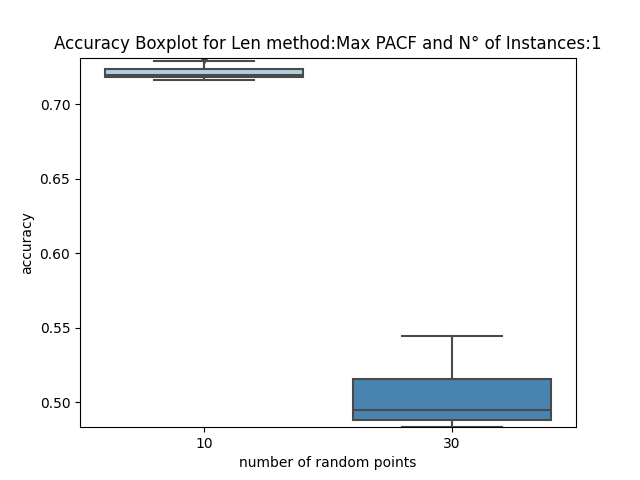 Accuracy Boxplot for Len method:Max PACF and N° of Instances:1
0.70
0.65
0.60
0.55
0.50
accuracy
10 30
number of random points